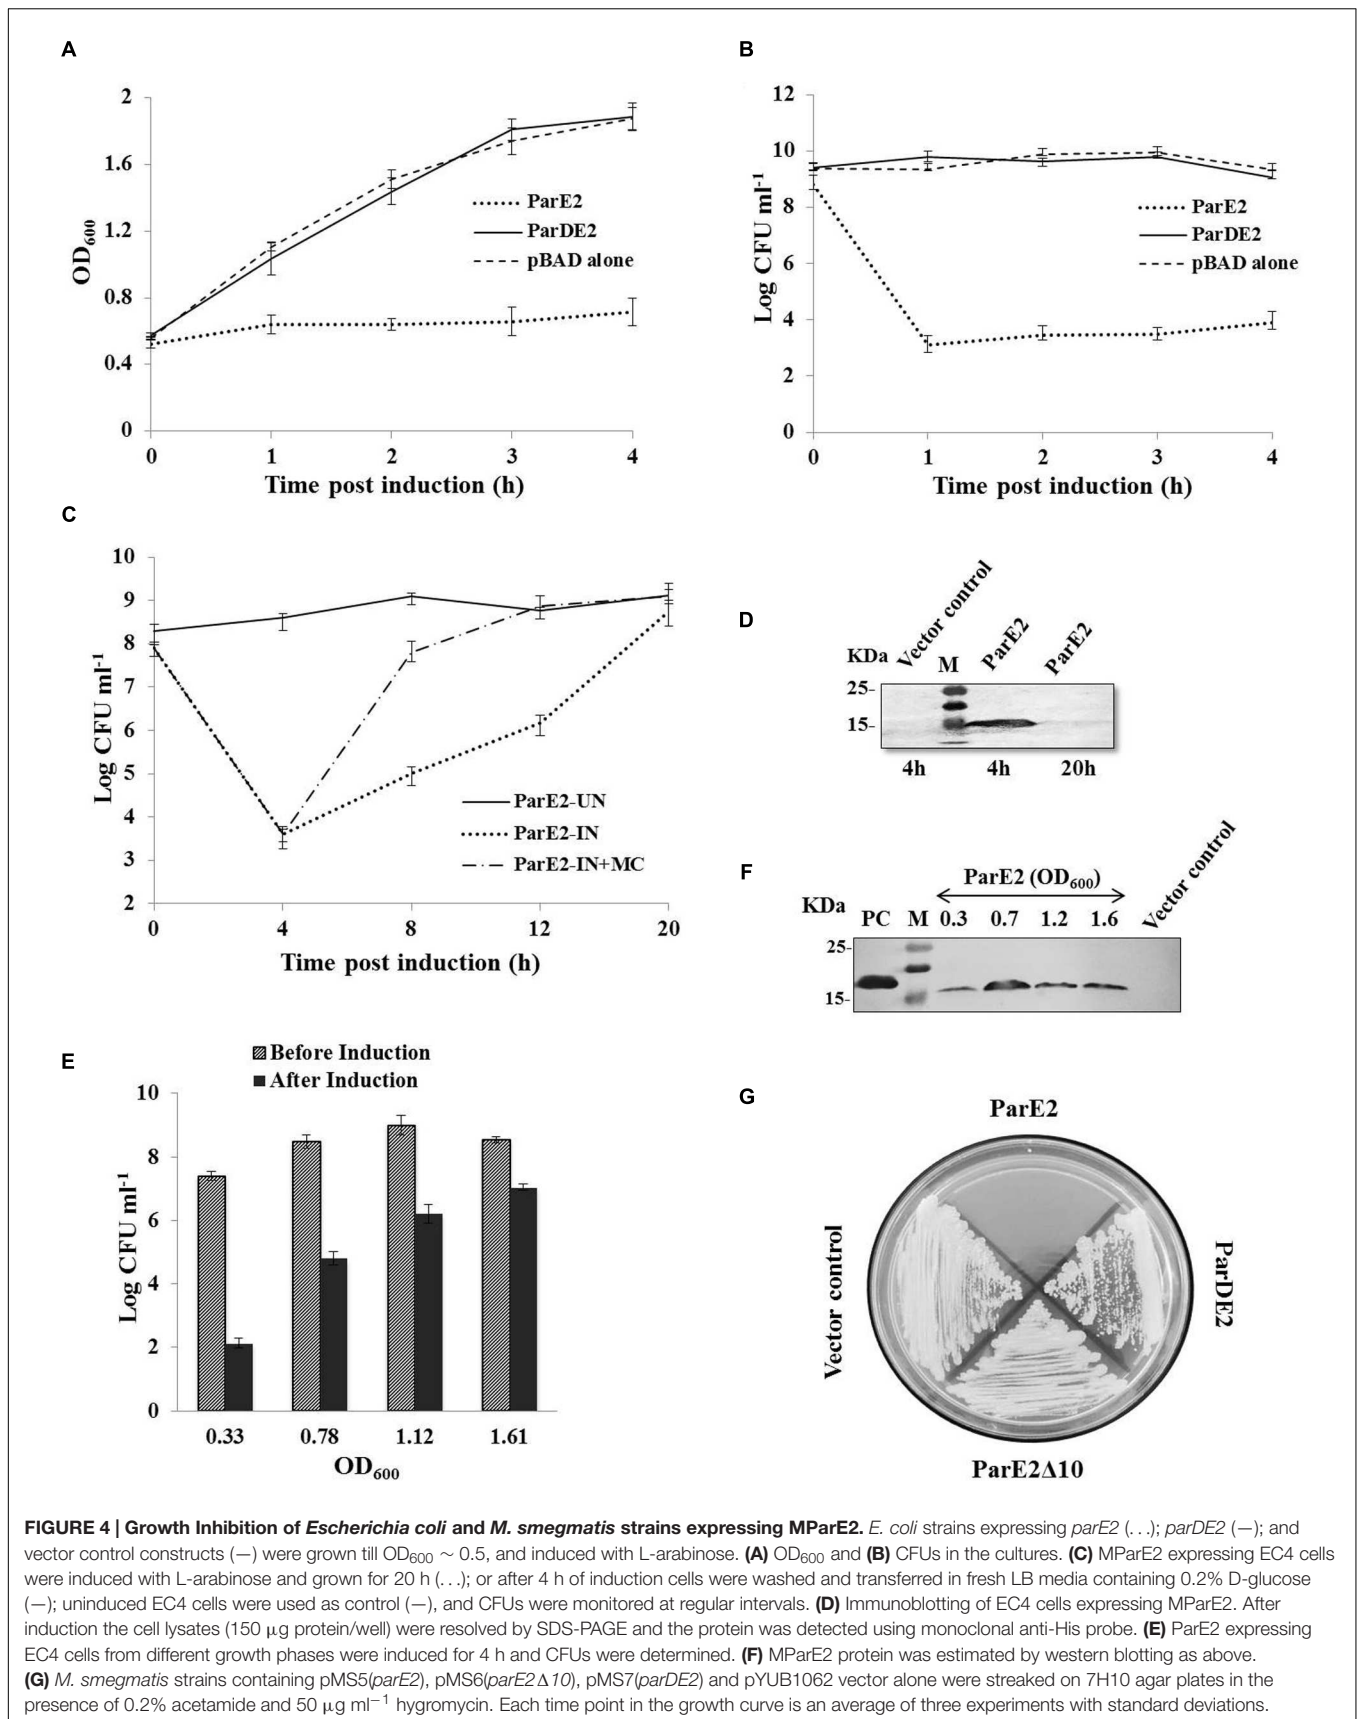 A
2
1.6
1.2
0.8
0.4
0
OD600
ParE2
ParDE2
pBAD alone
0 1 2 3 4
Time post induction (h)
B
12
10
8
6
4
2
0
Log CFU ml-1
ParE2
ParDE2
pBAD alone
0 1 2 3 4
Time post induction (h)
C
10
9
8
7
6
5
4
3
2
Log CFU ml-1
ParE2-UN
ParE2-IN
ParE2-IN+MC
0 4 8 12 20
Time post induction (h)
D
KDa Vector control M ParE2 ParE2
25-
15-
4h 4h 20h
F
ParE2 (OD600)
KDa PC M 0.3 0.7 1.2 1.6 Vector control
25-
15-
E
Before Induction
After Induction
10
8
6
4
2
0
Log CFU ml-1
0.33 0.78 1.12 1.61
OD600
G
ParE2
Vector control
ParDE2
ParE2Δ10
FIGURE 4 | Growth Inhibition of Escherichia coli and M. smegmatis strains expressing MParE2. E. coli strains expressing parE2 (. . .); parDE2 (—); and
vector control constructs (—) were grown till OD600 ∼ 0.5, and induced with L-arabinose. (A) OD600 and (B) CFUs in the cultures. (C) MParE2 expressing EC4 cells
were induced with L-arabinose and grown for 20 h (. . .); or after 4 h of induction cells were washed and transferred in fresh LB media containing 0.2% D-glucose
(—); uninduced EC4 cells were used as control (—), and CFUs were monitored at regular intervals. (D) Immunoblotting of EC4 cells expressing MParE2. After
induction the cell lysates (150 μg protein/well) were resolved by SDS-PAGE and the protein was detected using monoclonal anti-His probe. (E) ParE2 expressing
EC4 cells from different growth phases were induced for 4 h and CFUs were determined. (F) MParE2 protein was estimated by western blotting as above.
(G) M. smegmatis strains containing pMS5(parE2), pMS6(parE2Δ10), pMS7(parDE2) and pYUB1062 vector alone were streaked on 7H10 agar plates in the
presence of 0.2% acetamide and 50 μg ml−1 hygromycin. Each time point in the growth curve is an average of three experiments with standard deviations.